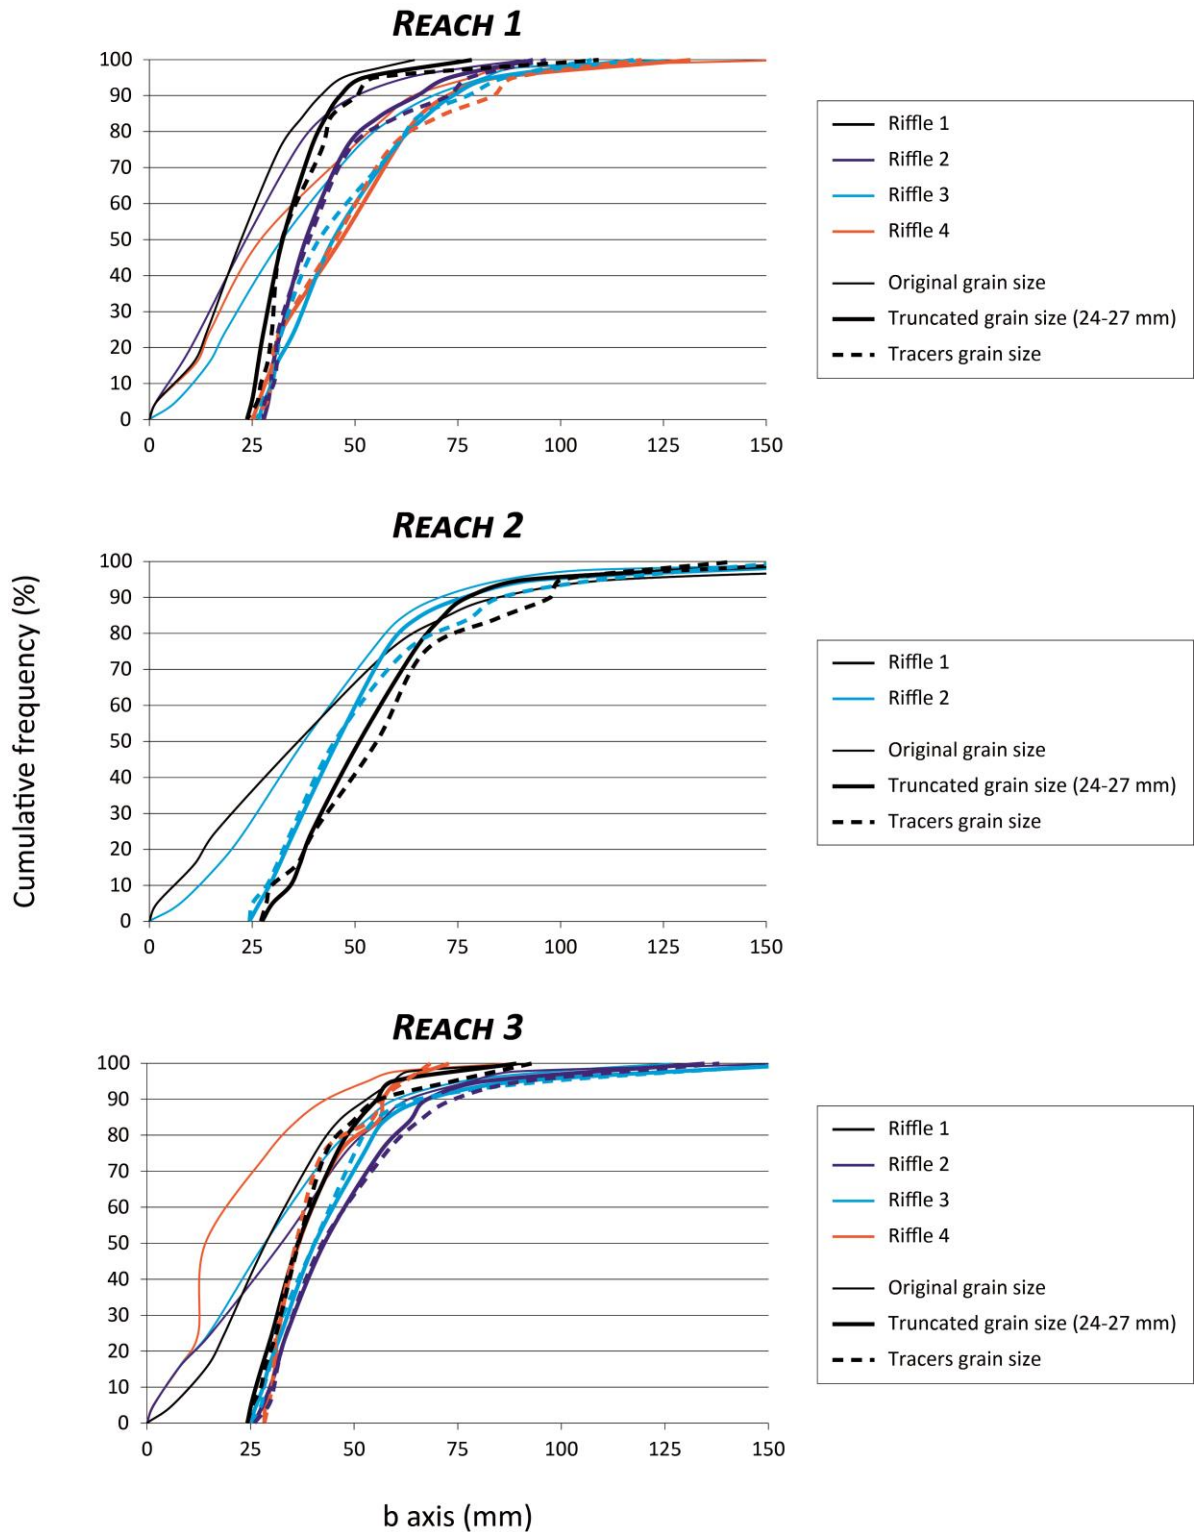 REACH 1
100
90
80
70
60
50
40
30
20
10
0
0 25 50 75 100 125 150
Riffle 1
Riffle 2
Riffle 3
Riffle 4
Original grain size
Truncated grain size (24-27 mm)
Tracers grain size
Cumulative frequency (%)
REACH 2
100
90
80
70
60
50
40
30
20
10
0
0 25 50 75 100 125 150
Riffle 1
Riffle 2
Original grain size
Truncated grain size (24-27 mm)
Tracers grain size
REACH 3
100
90
80
70
60
50
40
30
20
10
0
0 25 50 75 100 125 150
Riffle 1
Riffle 2
Riffle 3
Riffle 4
Original grain size
Truncated grain size (24-27 mm)
Tracers grain size
b axis (mm)